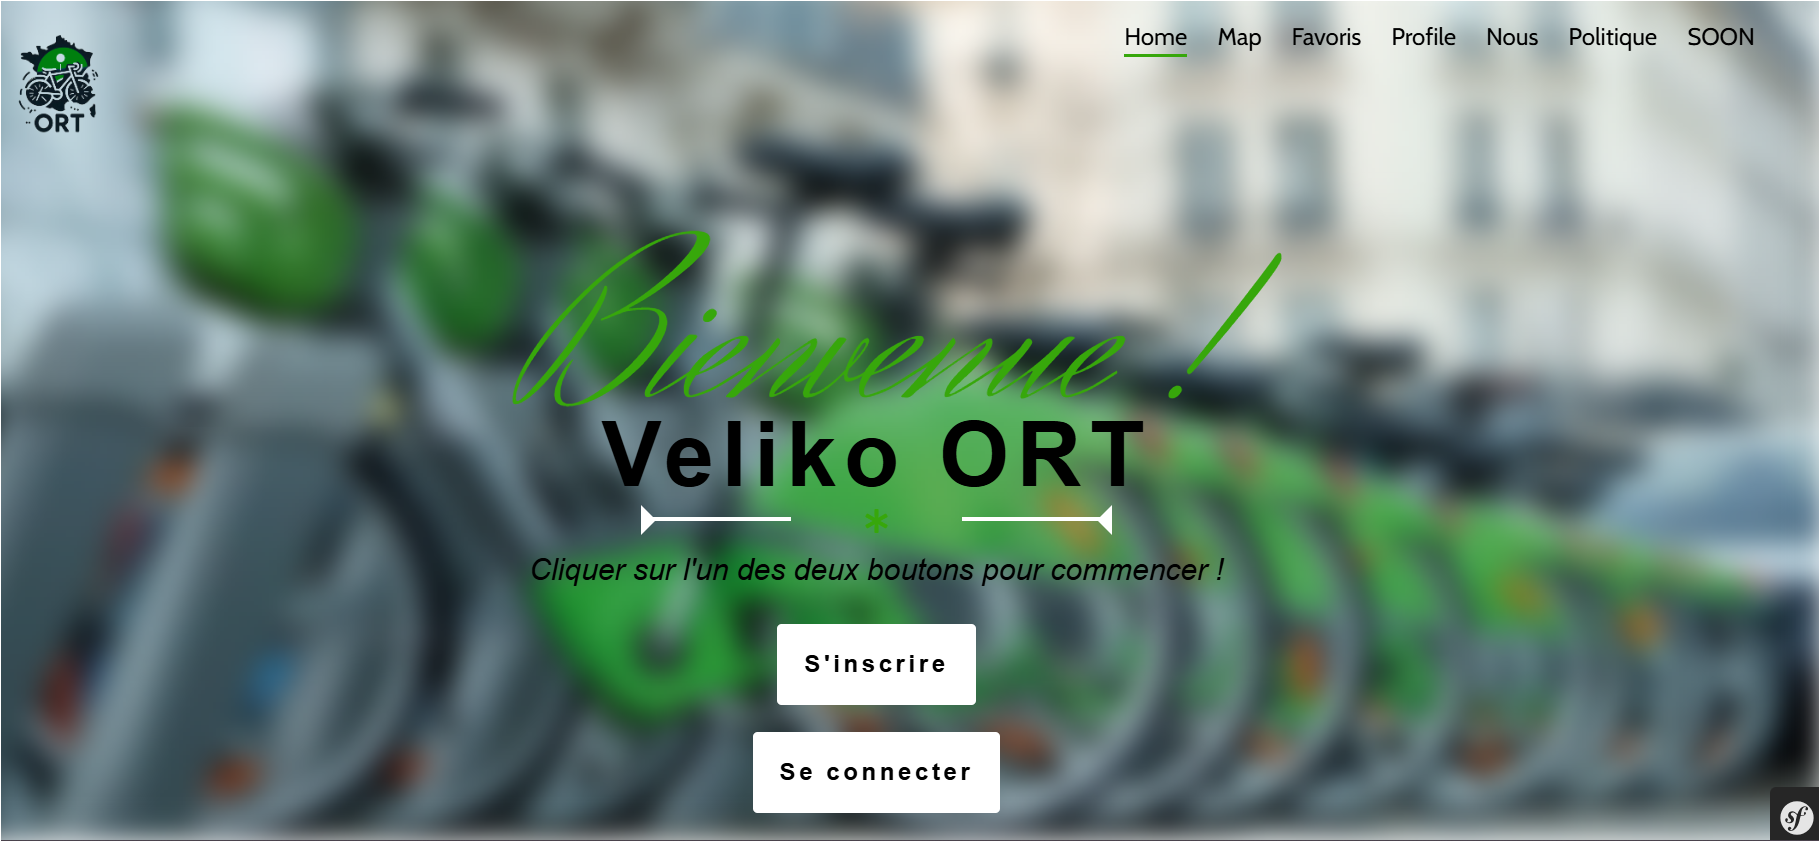 Home Map Favoris Profile Nous Politique SOON
ORT
Bienvenue !
Veliko ORT
*
Cliquer sur l'un des deux boutons pour commencer !
S'inscrire
Se connecter
sf